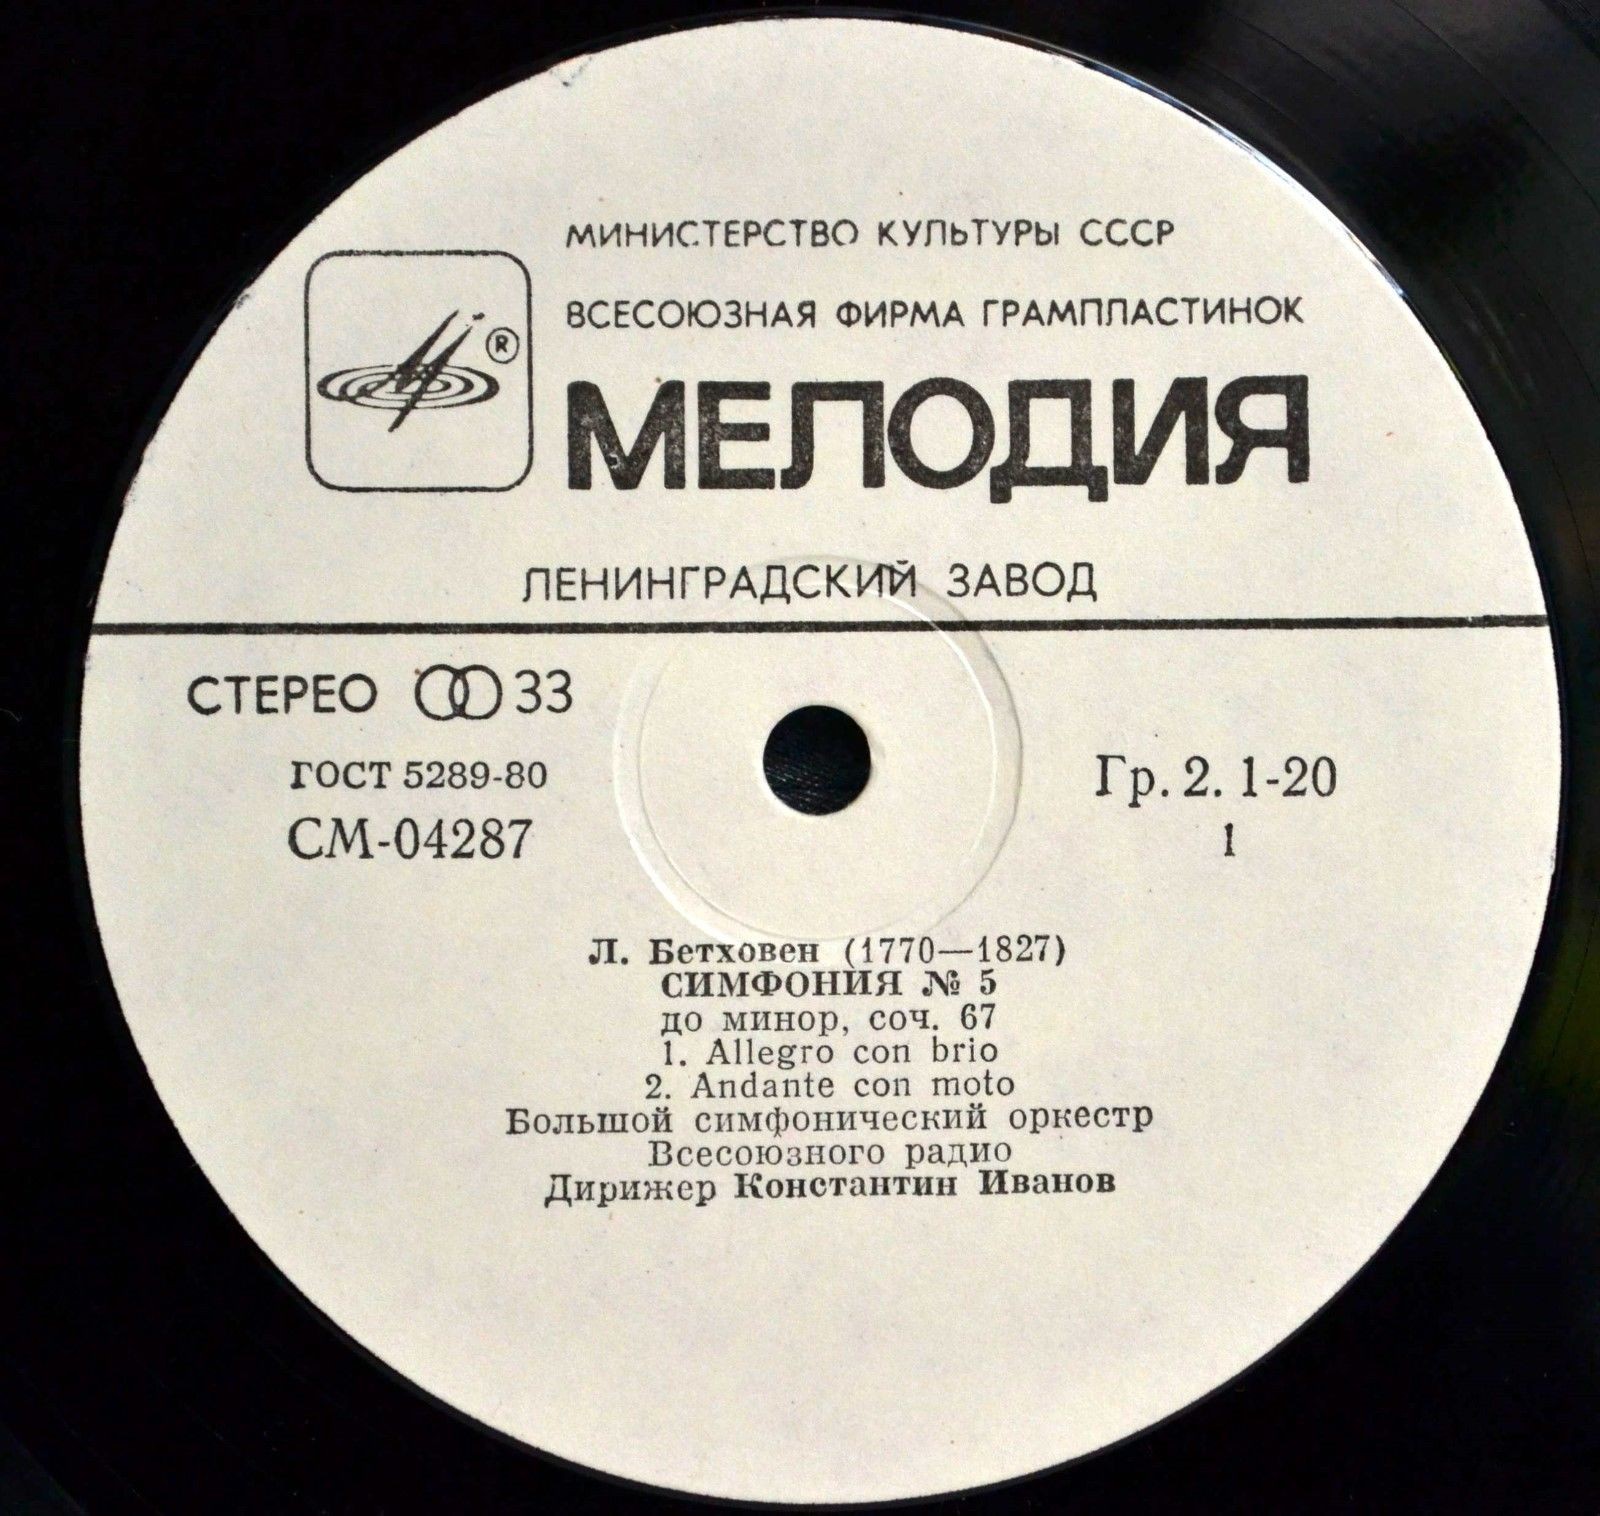 МИНИСТЕРСТВО КУЛЬТУРЫ СССР
ВСЕСОЮЗНАЯ ФИРМА ГРАМПЛАСТИНОК
®
МЕЛОДИЯ
ЛЕНИНГРАДСКИЙ ЗАВОД
СТЕРЕО 33
ГОСТ 5289-80
СМ-04287
Гр. 2. 1-20
1
Л. Бетховен (1770—1827)
СИМФОНИЯ № 5
до минор, соч. 67
1. Allegro con brio
2. Andante con moto
Большой симфонический оркестр
Всесоюзного радио
Дирижер Константин Иванов